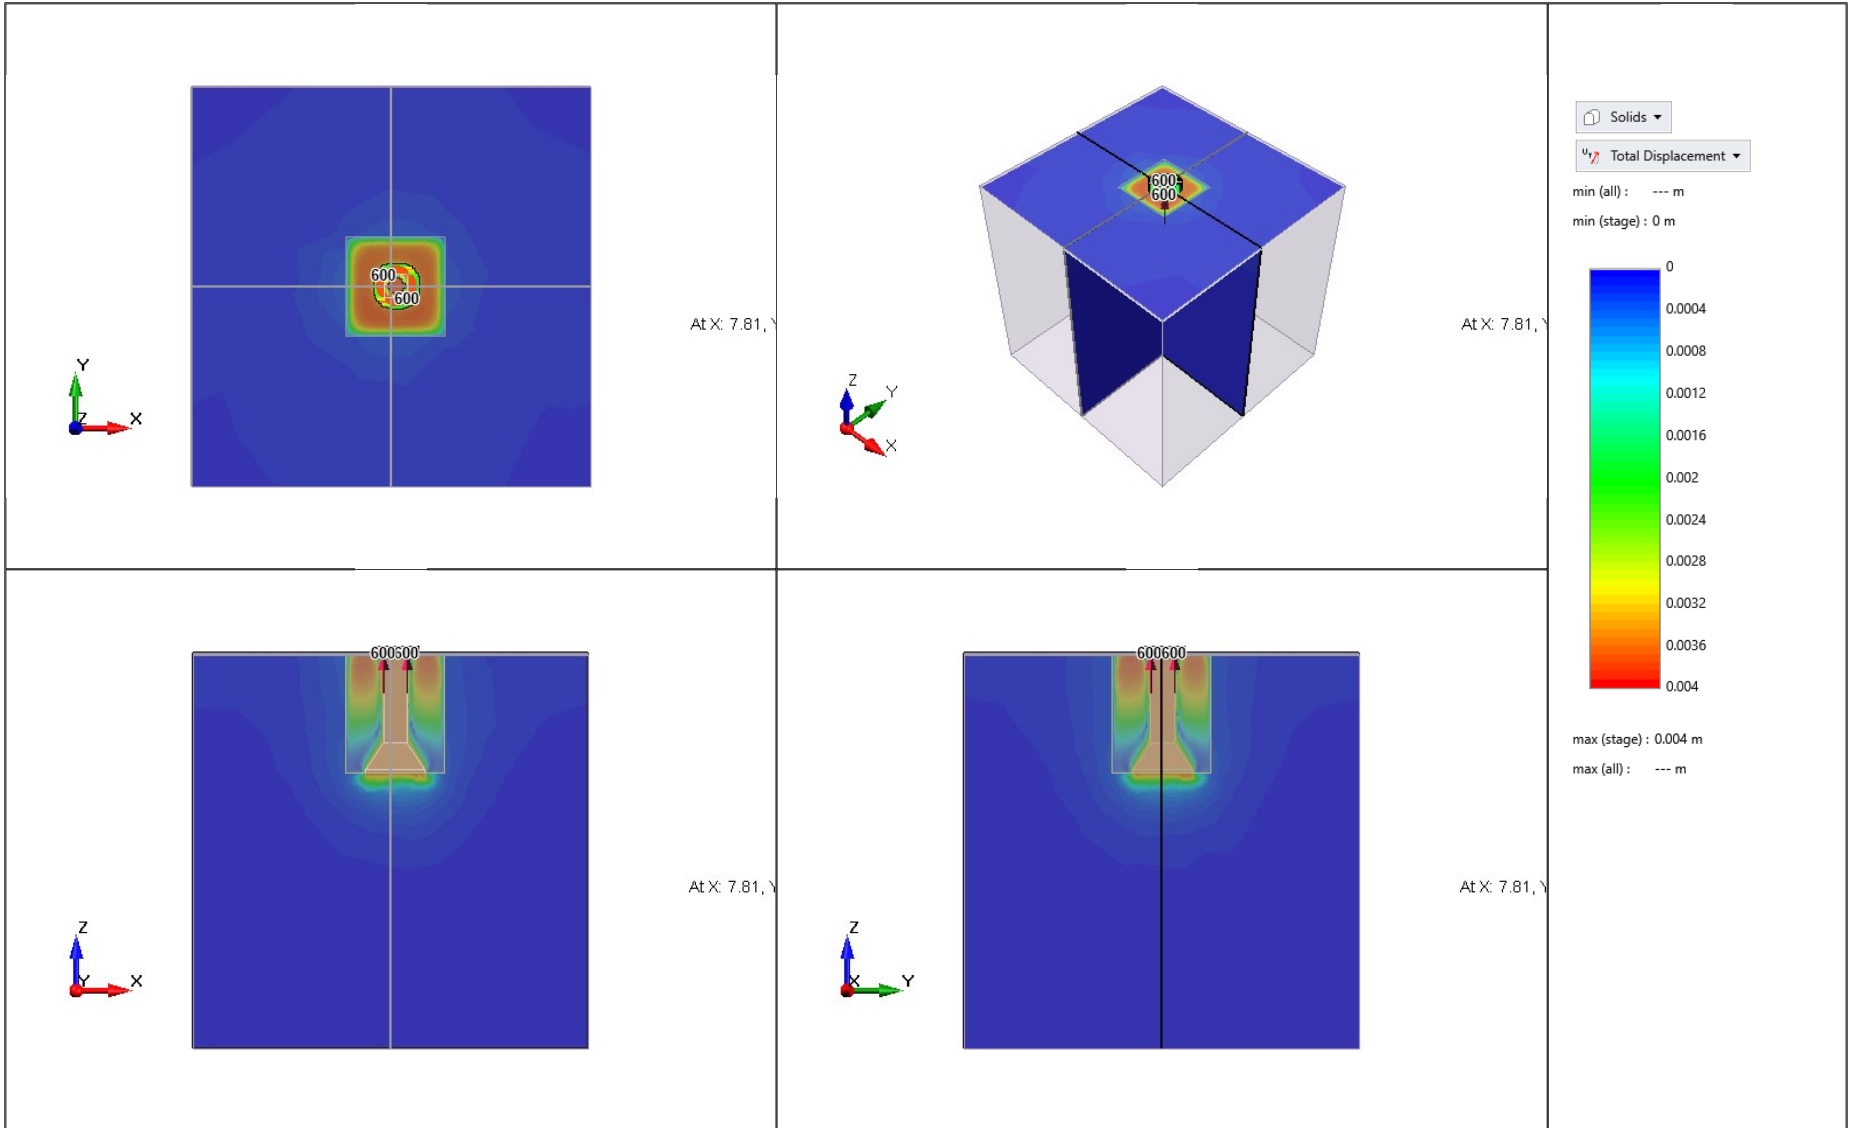 600
600
At X: 7.81, Y
Y
Z
X
600
600
At X: 7.81, Y
Z
Y
X
Solids
UT Total Displacement
min (all) : --- m
min (stage) : 0 m
0
0.0004
0.0008
0.0012
0.0016
0.002
0.0024
0.0028
0.0032
0.0036
0.004
max (stage) : 0.004 m
max (all) : --- m
600600
At X: 7.81, Y
Z
Y
X
600600
At X: 7.81, Y
Z
X
Y